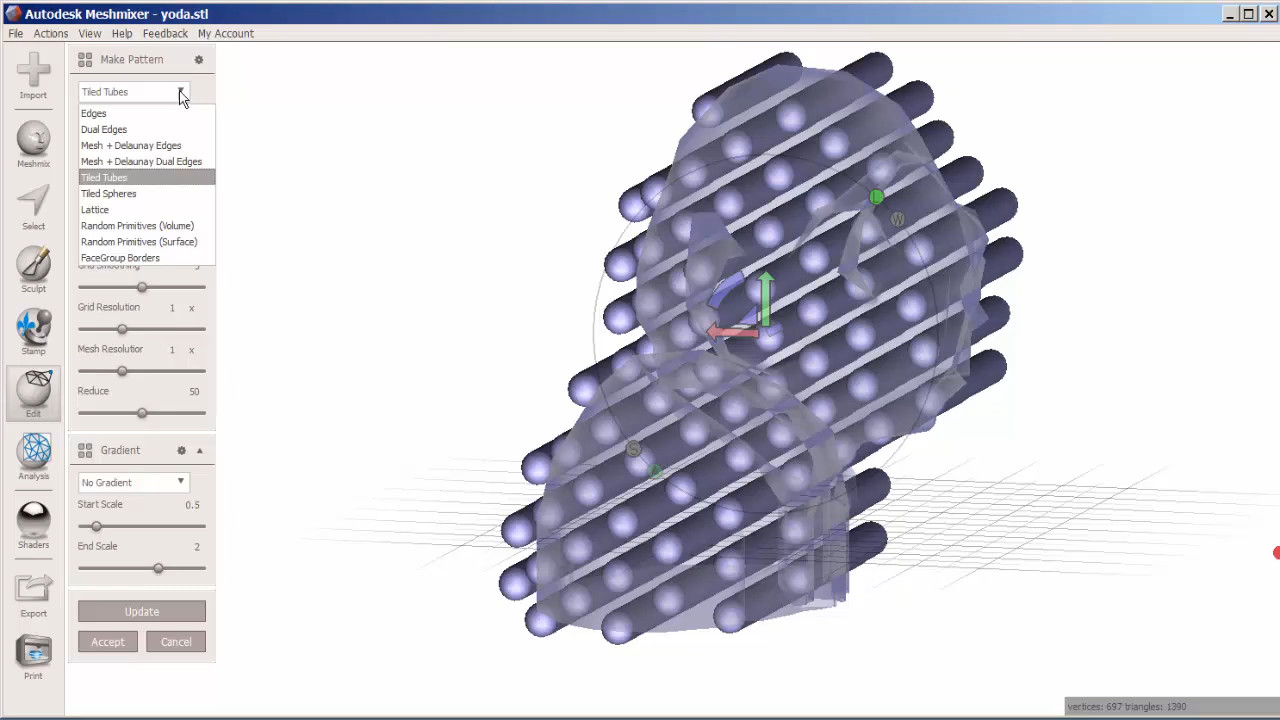 Autodesk Meshmixer - yoda.stl
File Actions View Help Feedback My Account
Import
Meshmix
Select
Sculpt
Stamp
Edit
Analysis
Shaders
Export
Print
Make Pattern
Tiled Tubes
Edges
Dual Edges
Mesh + Delaunay Edges
Mesh + Delaunay Dual Edges
Tiled Tubes
Tiled Spheres
Lattice
Random Primitives (Volume)
Random Primitives (Surface)
FaceGroup Borders
Grid Resolution 1 x
Mesh Resolution 1 x
Reduce 50
Gradient
No Gradient
Start Scale 0.5
End Scale 2
Update
Accept Cancel
L
W
S
vertices: 697 triangles: 1390